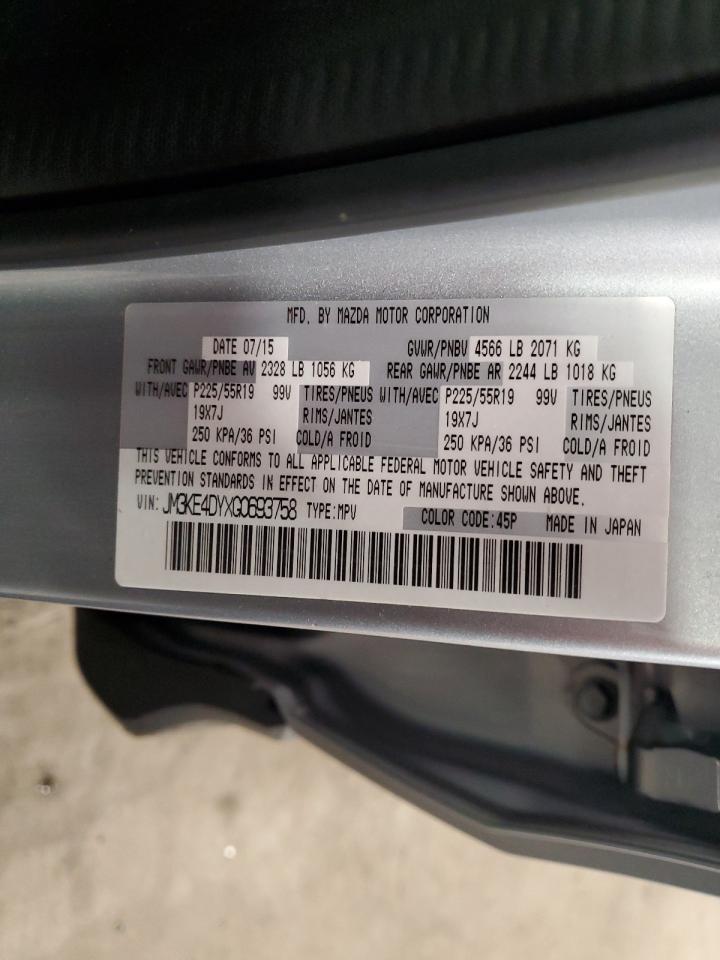 MFD. BY MAZDA MOTOR CORPORATION
DATE 07/15 GVWR/PNBV 4566 LB 2071 KG
FRONT GAWR/PNBE AV 2328 LB 1056 KG REAR GAWR/PNBE AR 2244 LB 1018 KG
WITH/AVEC P225/55R19 99V TIRES/PNEUS WITH/AVEC P225/55R19 99V TIRES/PNEUS
19X7J RIMS/JANTES 19X7J RIMS/JANTES
250 KPA/36 PSI COLD/A FROID 250 KPA/36 PSI COLD/A FROID
THIS VEHICLE CONFORMS TO ALL APPLICABLE FEDERAL MOTOR VEHICLE SAFETY AND THEFT
PREVENTION STANDARDS IN EFFECT ON THE DATE OF MANUFACTURE SHOWN ABOVE.
VIN: JM3KE4DYXG0693758 TYPE:MPV COLOR CODE:45P MADE IN JAPAN